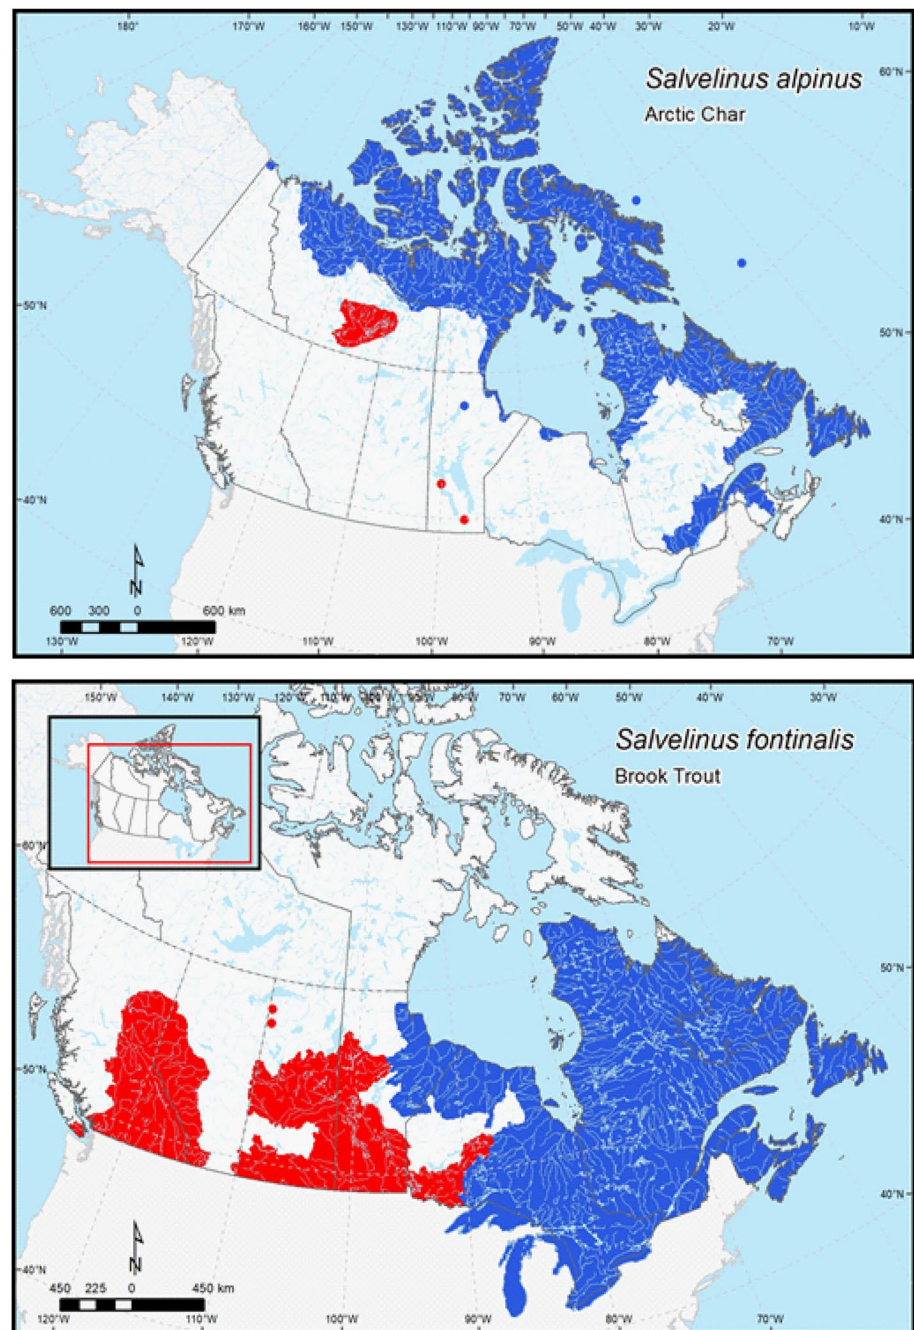 180° 170°W 160°W 150°W 130°W 110°W 90°W 70°W 50°W 40°W 30°W 20°W 10°W
60°N
Salvelinus alpinus
Arctic Char
50°N
50°N
40°N
40°N
N
600 300 0 600 km
130°W 110°W 100°W 90°W 80°W 70°W
150°W 140°W 130°W 120°W 110°W 100°W 90°W 80°W 70°W 60°W 50°W 40°W 30°W
Salvelinus fontinalis
Brook Trout
60°N
50°N
50°N
40°N
N
40°N
450 225 0 450 km
120°W 110°W 100°W 90°W 80°W 70°W